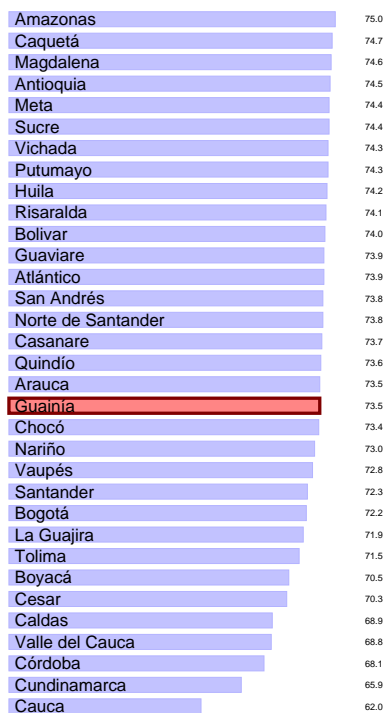 Amazonas 75.0
Caquetá 74.7
Magdalena 74.6
Antioquia 74.5
Meta 74.4
Sucre 74.4
Vichada 74.3
Putumayo 74.3
Huila 74.2
Risaralda 74.1
Bolivar 74.0
Guaviare 73.9
Atlántico 73.9
San Andrés 73.8
Norte de Santander 73.8
Casanare 73.7
Quindío 73.6
Arauca 73.5
Guainía 73.5
Chocó 73.4
Nariño 73.0
Vaupés 72.8
Santander 72.3
Bogotá 72.2
La Guajira 71.9
Tolima 71.5
Boyacá 70.5
Cesar 70.3
Caldas 68.9
Valle del Cauca 68.8
Córdoba 68.1
Cundinamarca 65.9
Cauca 62.0